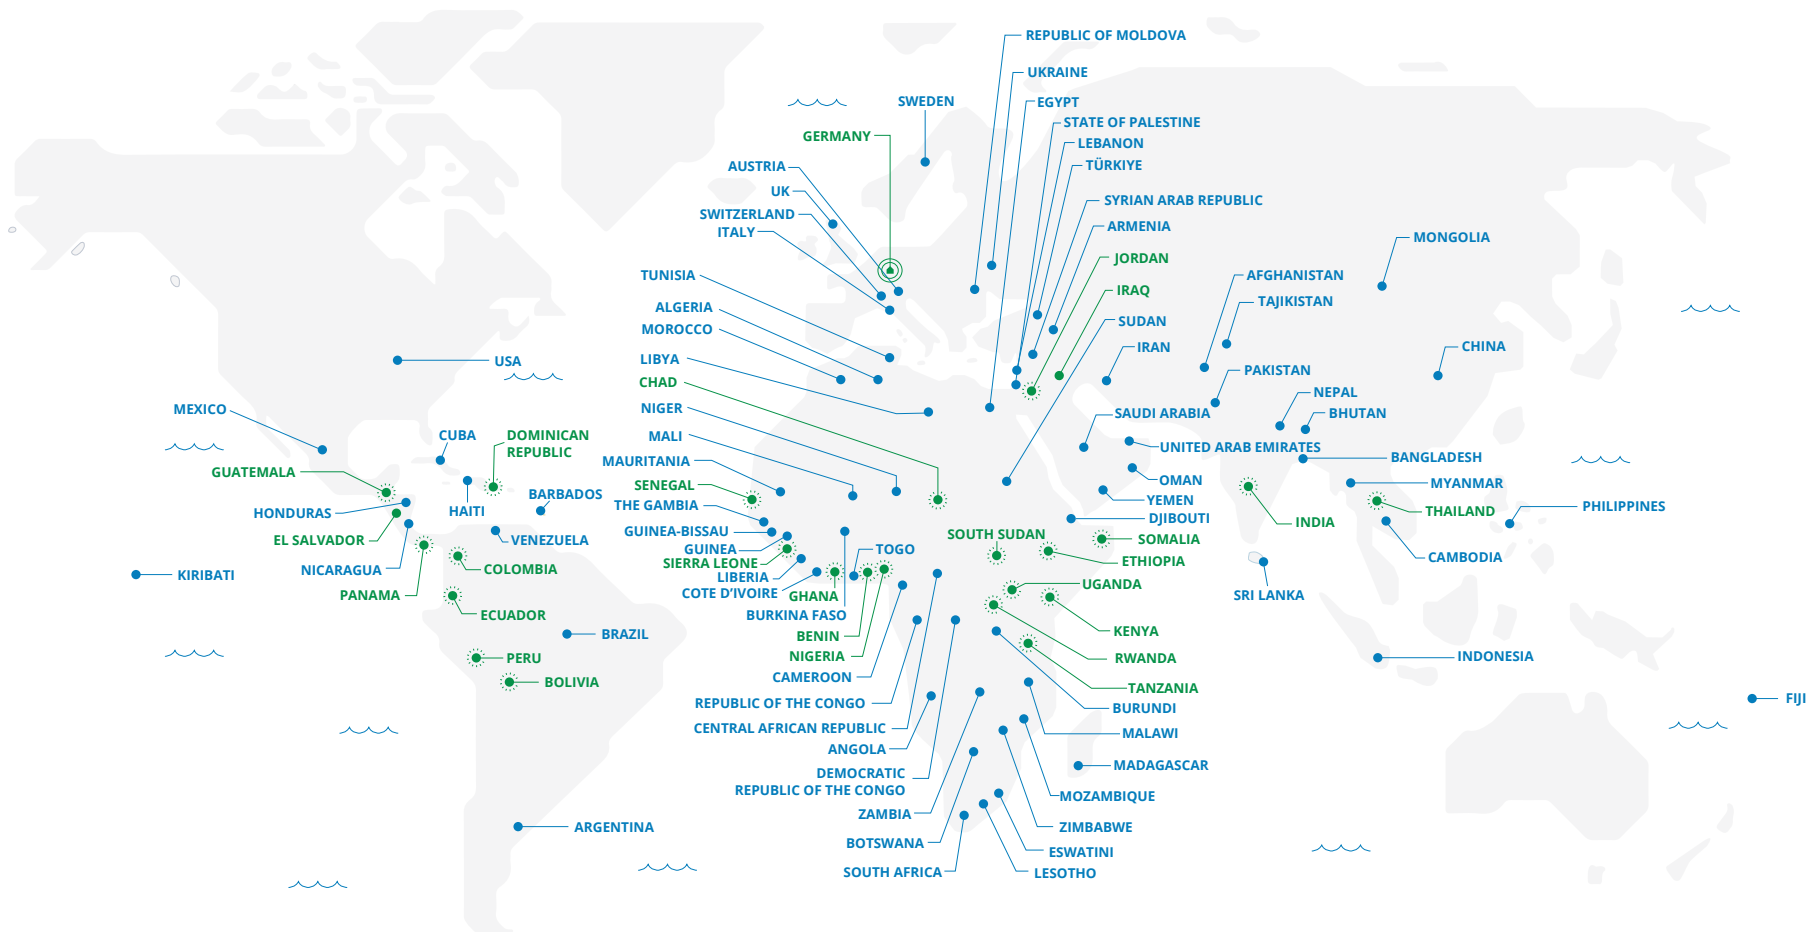 REPUBLIC OF MOLDOVA
UKRAINE
SWEDEN
EGYPT
STATE OF PALESTINE
GERMANY
LEBANON
AUSTRIA
TÜRKIYE
UK
SYRIAN ARAB REPUBLIC
SWITZERLAND
ARMENIA
ITALY
MONGOLIA
JORDAN
TUNISIA
AFGHANISTAN
IRAQ
TAJIKISTAN
ALGERIA
SUDAN
MOROCCO
IRAN
CHINA
LIBYA
USA
PAKISTAN
CHAD
NEPAL
NIGER
MEXICO
SAUDI ARABIA
BHUTAN
CUBA
DOMINICAN
REPUBLIC
MALI
UNITED ARAB EMIRATES
BANGLADESH
MAURITANIA
GUATEMALA
OMAN
MYANMAR
SENEGAL
BARBADOS
YEMEN
THE GAMBIA
PHILIPPINES
HAITI
HONDURAS
THAILAND
DJIBOUTI
INDIA
GUINEA-BISSAU
SOUTH SUDAN
EL SALVADOR
VENEZUELA
SOMALIA
GUINEA
TOGO
CAMBODIA
SIERRA LEONE
ETHIOPIA
NICARAGUA
COLOMBIA
KIRIBATI
LIBERIA
UGANDA
COTE D'IVOIRE
GHANA
PANAMA
SRI LANKA
ECUADOR
BURKINA FASO
KENYA
BRAZIL
BENIN
PERU
NIGERIA
RWANDA
INDONESIA
CAMEROON
BOLIVIA
TANZANIA
FIJI
REPUBLIC OF THE CONGO
BURUNDI
CENTRAL AFRICAN REPUBLIC
MALAWI
ANGOLA
MADAGASCAR
DEMOCRATIC
REPUBLIC OF THE CONGO
MOZAMBIQUE
ZAMBIA
ARGENTINA
ZIMBABWE
BOTSWANA
ESWATINI
SOUTH AFRICA
LESOTHO